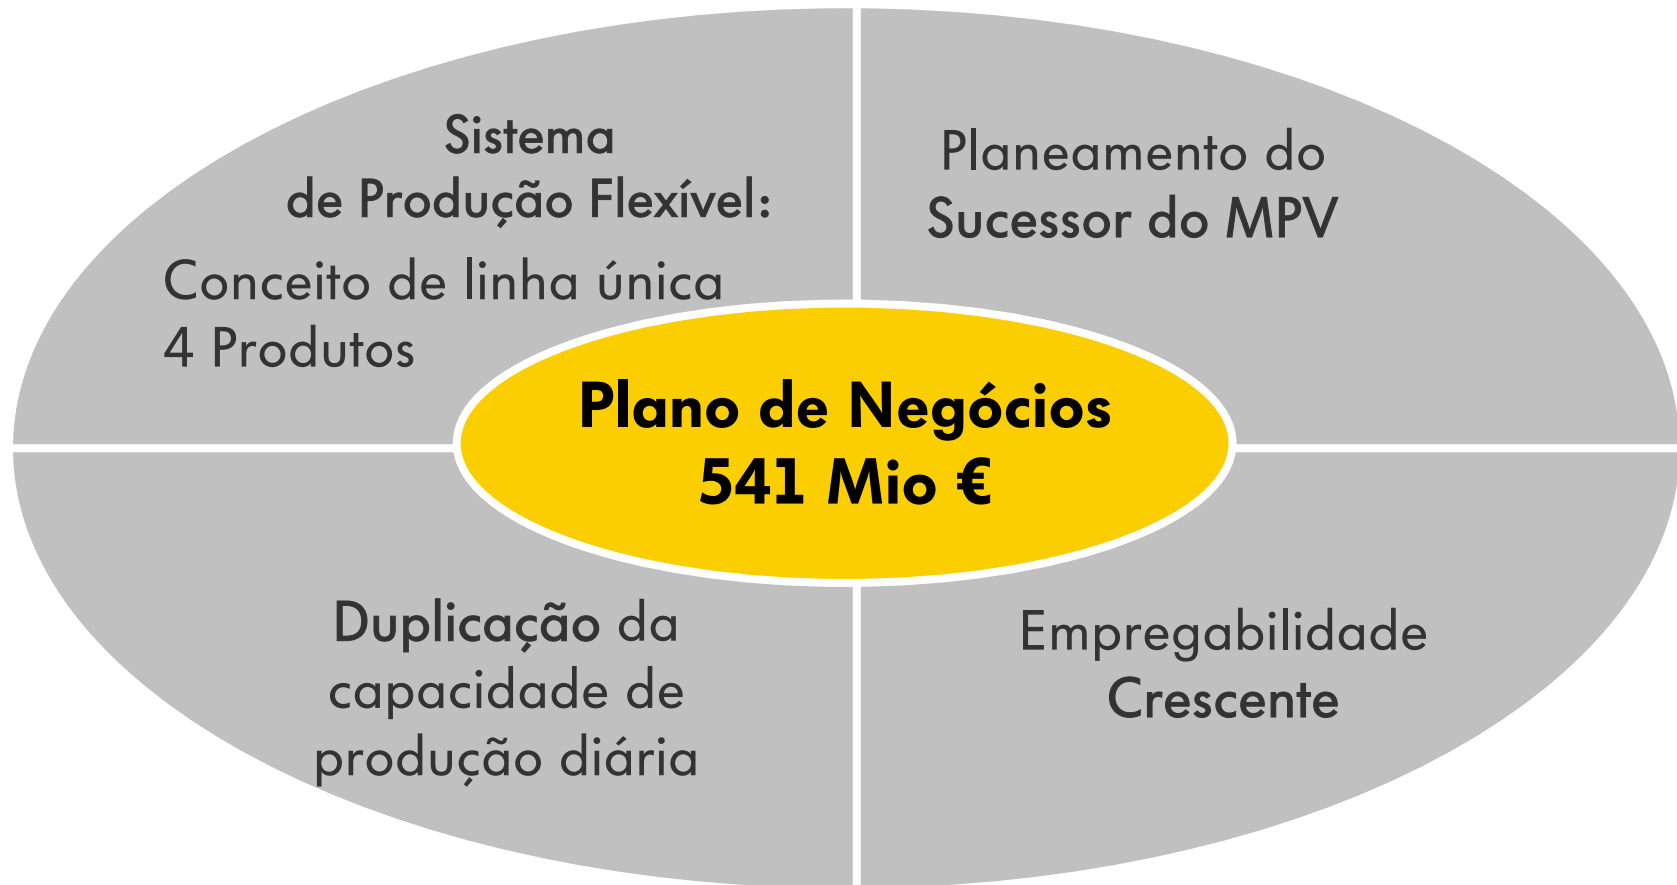 Sistema
de Produção Flexível:
Conceito de linha única
4 Produtos
Planeamento do
Sucessor do MPV
Plano de Negócios
541 Mio €
Duplicação da
capacidade de
produção diária
Empregabilidade
Crescente